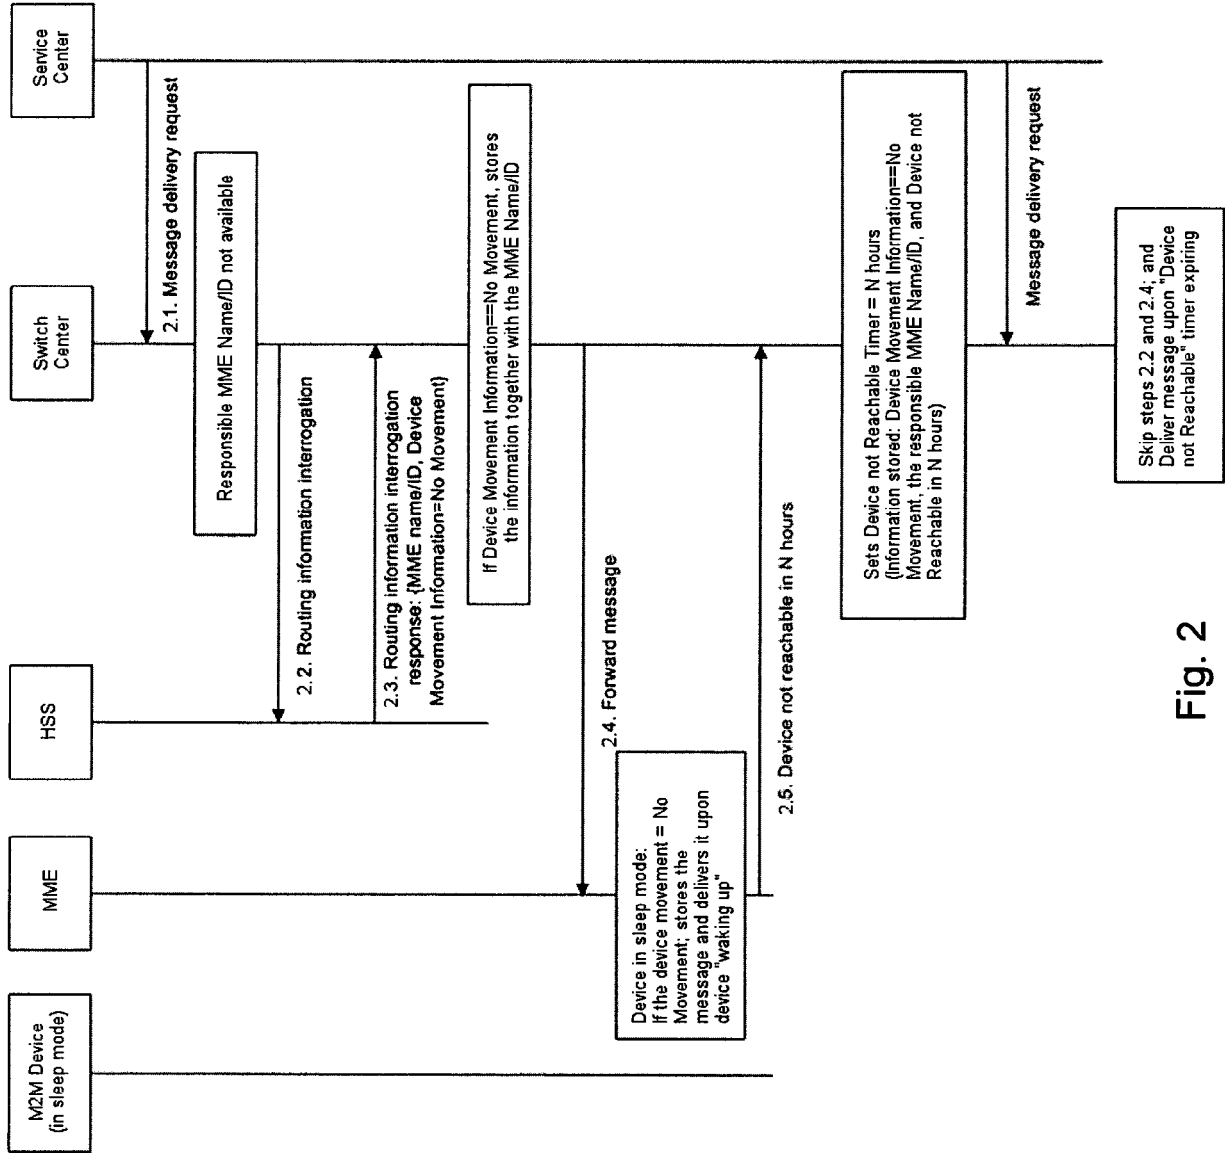 M2M Device
(in sleep mode)
MME
HSS
Switch
Center
Service
Center
2.1. Message delivery request
Responsible MME Name/ID not available
2.2. Routing information interrogation
2.3. Routing information interrogation
response: {MME name/ID, Device
Movement Information=No Movement}
If Device Movement Information==No Movement, stores
the information together with the MME Name/ID
2.4. Forward message
Device in sleep mode:
If the device movement = No
Movement; stores the
message and delivers it upon
device "waking up"
2.5. Device not reachable in N hours
Sets Device not Reachable Timer = N hours
(Information stored: Device Movement Information==No
Movement, the responsible MME Name/ID, and Device not
Reachable in N hours)
Message delivery request
Skip steps 2.2 and 2.4; and
Deliver message upon "Device
not Reachable" timer expiring
Fig. 2